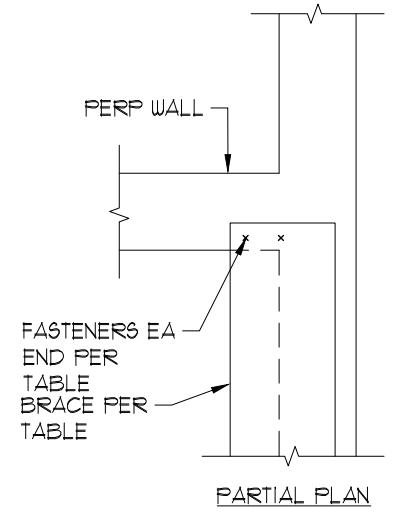 PERP WALL
FASTENERS EA
END PER
TABLE
BRACE PER
TABLE
PARTIAL PLAN